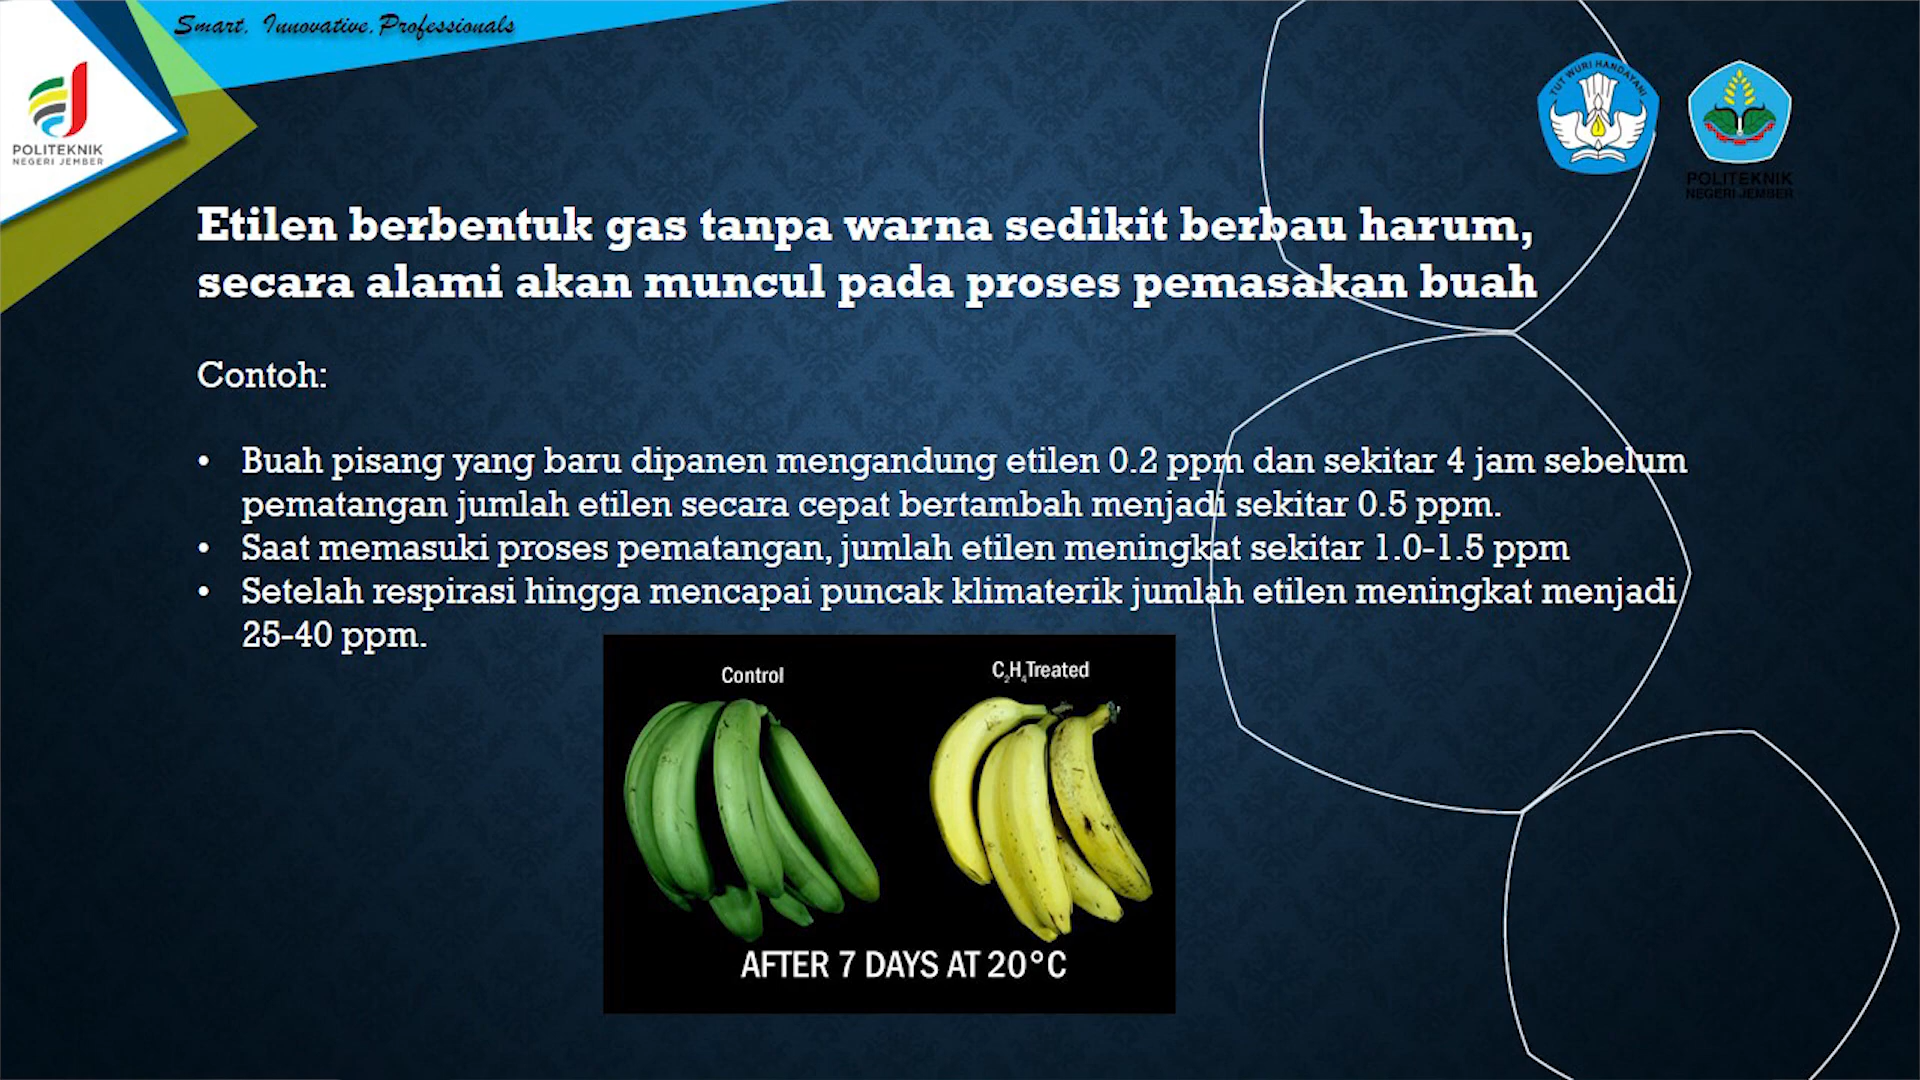 Smart. Innovative. Professionals
POLITEKNIK
NEGERI JEMBER
TUT WURI HANDAYANI
POLITEKNIK
NEGERI JEMBER
Etilen berbentuk gas tanpa warna sedikit berbau harum,
secara alami akan muncul pada proses pemasakan buah
Contoh:
• Buah pisang yang baru dipanen mengandung etilen 0.2 ppm dan sekitar 4 jam sebelum
pematangan jumlah etilen secara cepat bertambah menjadi sekitar 0.5 ppm.
• Saat memasuki proses pematangan, jumlah etilen meningkat sekitar 1.0-1.5 ppm
• Setelah respirasi hingga mencapai puncak klimaterik jumlah etilen meningkat menjadi
25-40 ppm.
Control
C₂H₄Treated
AFTER 7 DAYS AT 20°C